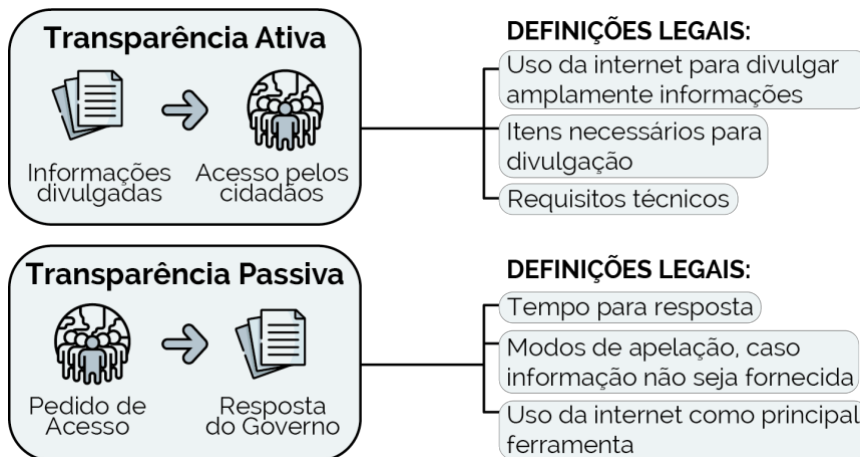 Transparência Ativa
Informações
divulgadas
Acesso pelos
cidadãos
DEFINIÇÕES LEGAIS:
Uso da internet para divulgar
amplamente informações
Itens necessários para
divulgação
Requisitos técnicos
Transparência Passiva
Pedido de
Acesso
Resposta
do Governo
DEFINIÇÕES LEGAIS:
Tempo para resposta
Modos de apelação, caso
informação não seja fornecida
Uso da internet como principal
ferramenta